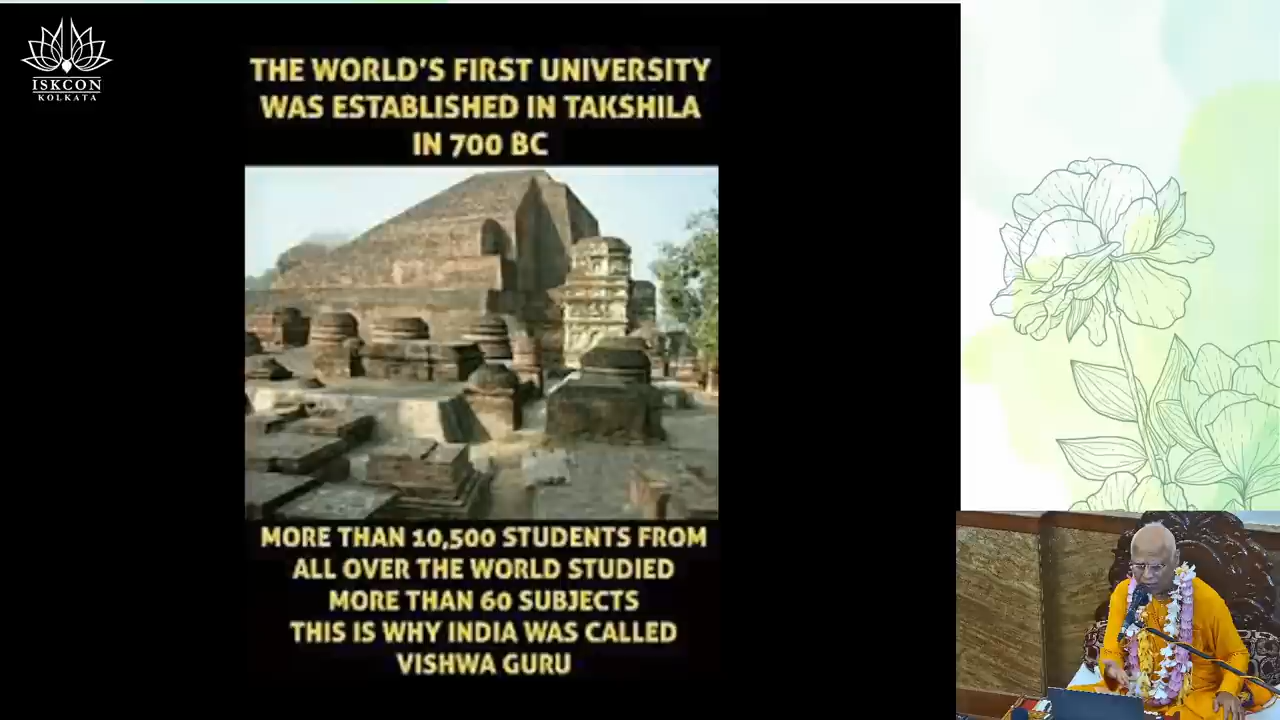 ISKCON
KOLKATA
THE WORLD'S FIRST UNIVERSITY
WAS ESTABLISHED IN TAKSHILA
IN 700 BC
MORE THAN 10,500 STUDENTS FROM
ALL OVER THE WORLD STUDIED
MORE THAN 60 SUBJECTS
THIS IS WHY INDIA WAS CALLED
VISHWA GURU